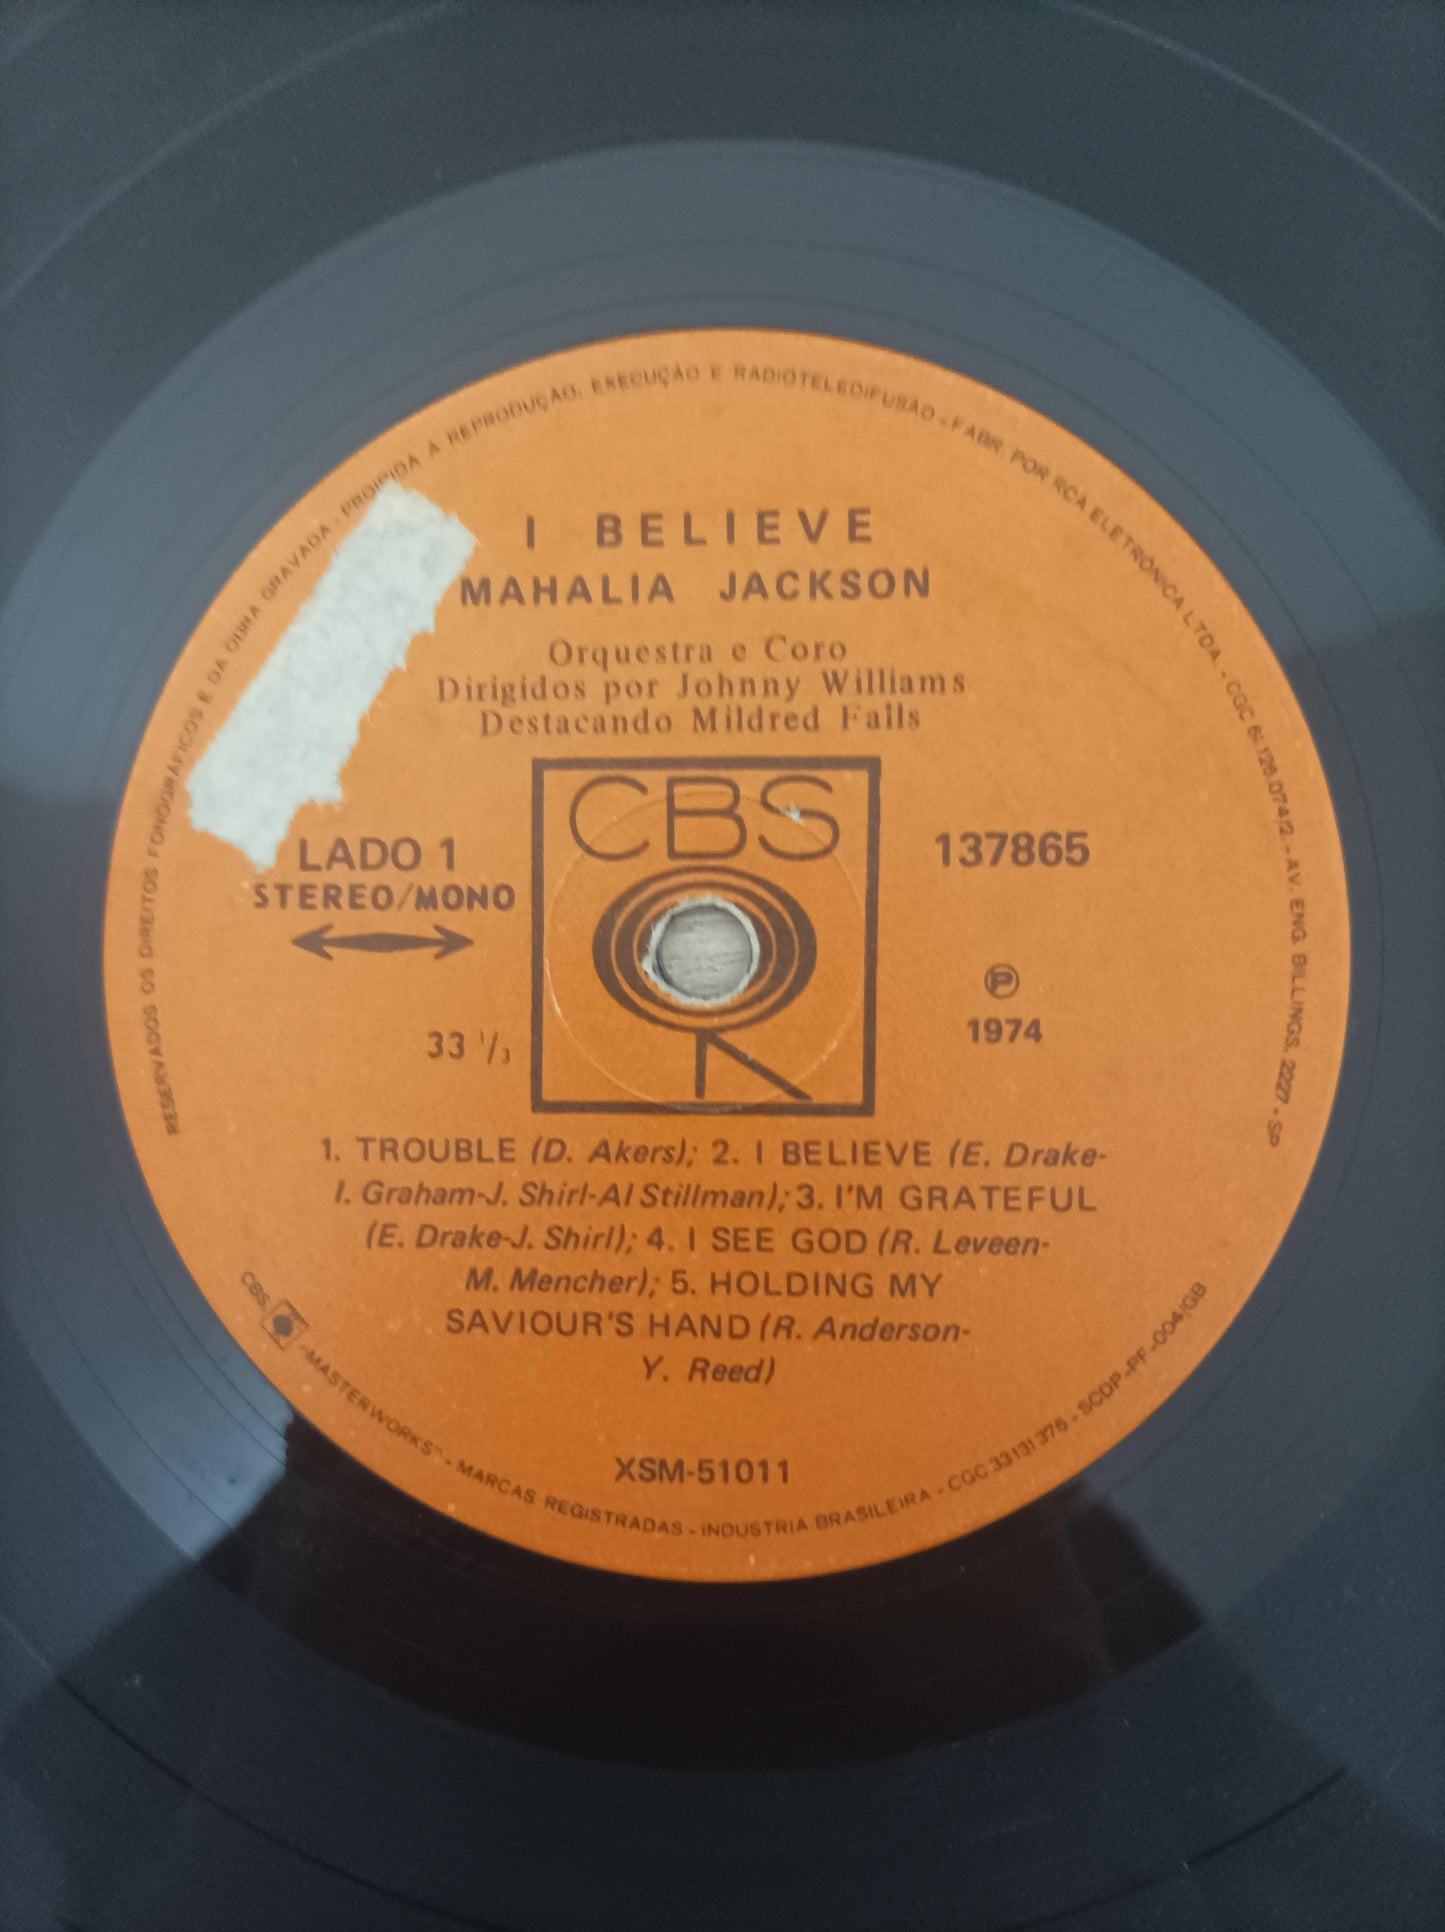 RESERVADOS OS DIREITOS FONOGRÁFICOS E DA OBRA GRAVADA - PROIBIDA A REPRODUÇÃO, EXECUÇÃO E RADIOTELEDIFUSÃO - FABR. POR RCA ELETRÔNICA LTDA. - CGC 61.126.074/2 - AV. ENG. BILLINGS, 2227 - SP
I BELIEVE
MAHALIA JACKSON
Orquestra e Coro
Dirigidos por Johnny Williams
Destacando Mildred Falls
CBS
LADO 1
STEREO/MONO
137865
33 1/3
℗
1974
1. TROUBLE (D. Akers); 2. I BELIEVE (E. Drake-
I. Graham-J. Shirl-Al Stillman); 3. I'M GRATEFUL
(E. Drake-J. Shirl); 4. I SEE GOD (R. Leveen-
M. Mencher); 5. HOLDING MY
SAVIOUR'S HAND (R. Anderson-
Y. Reed)
XSM-51011
CBS, -MASTERWORKS" - MARCAS REGISTRADAS - INDUSTRIA BRASILEIRA - CGC 33131376 - SCDP-PF-004/GB